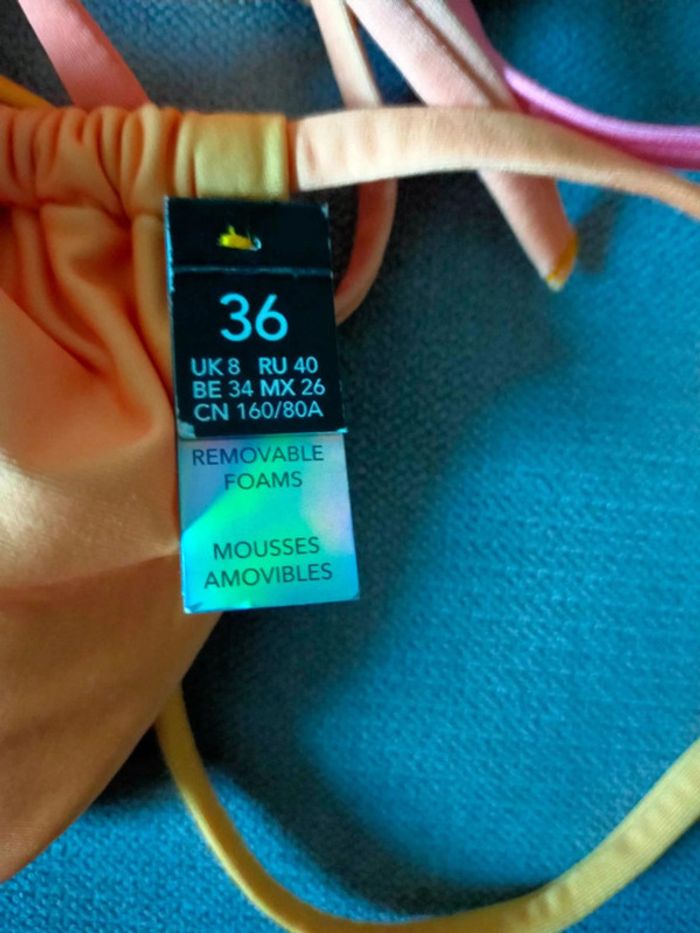 36
UK 8 RU 40
BE 34 MX 26
CN 160/80A
REMOVABLE
FOAMS
MOUSSES
AMOVIBLES